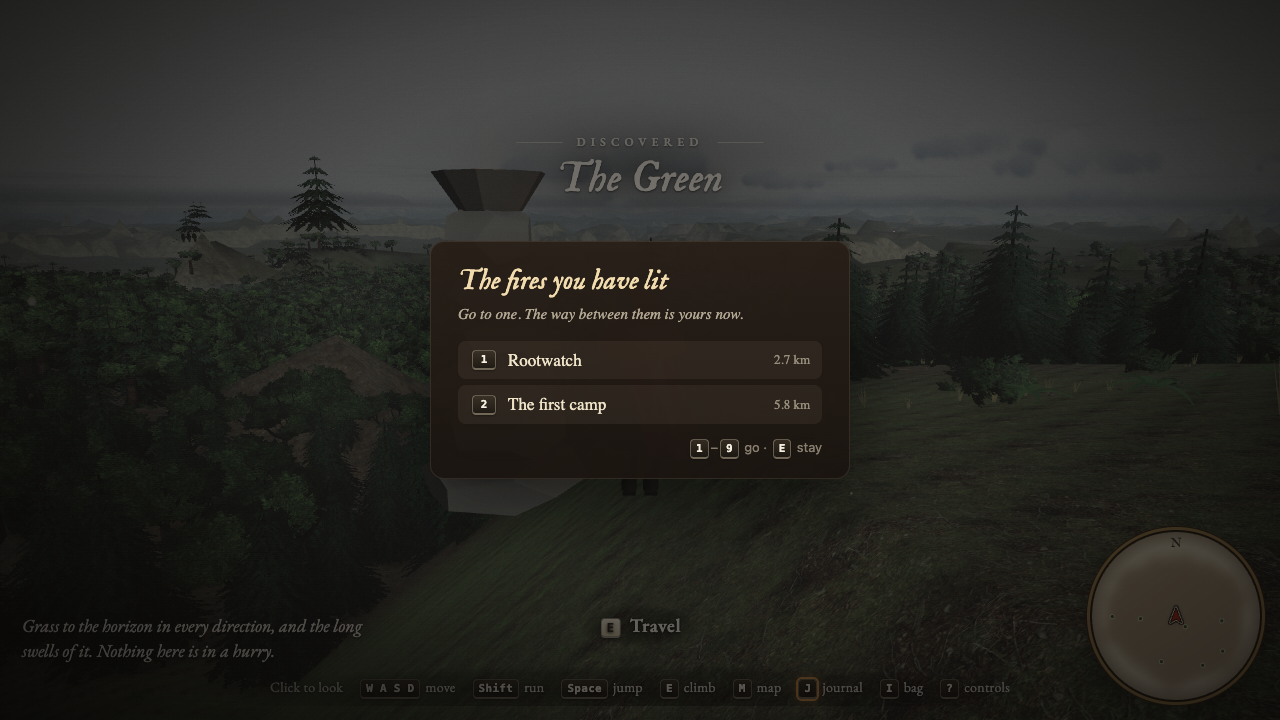 DISCOVERED
The Green
The fires you have lit
Go to one. The way between them is yours now.
1 Rootwatch 2.7 km
2 The first camp 5.8 km
1 – 9 go · E stay
N
Grass to the horizon in every direction, and the long
swells of it. Nothing here is in a hurry.
E Travel
Click to look W A S D move Shift run Space jump E climb M map J journal I bag ? controls